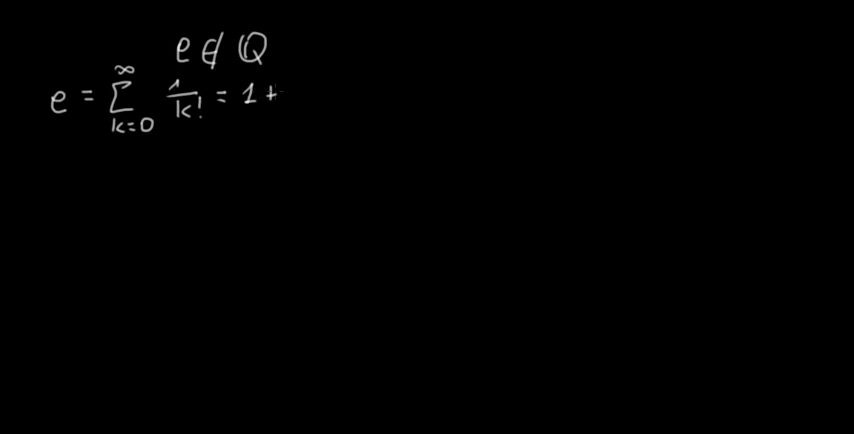 e ∉ ℚ
e = ∑_{k=0}^{∞} 1/k! = 1 +